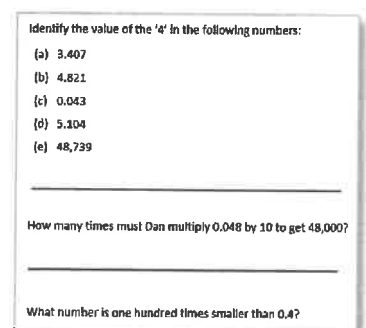 Identify the value of the '4' in the following numbers:
(a) 3.407
(b) 4.821
(c) 0.043
(d) 5.104
(e) 48,739
How many times must Dan multiply 0.048 by 10 to get 48,000?
What number is one hundred times smaller than 0.4?